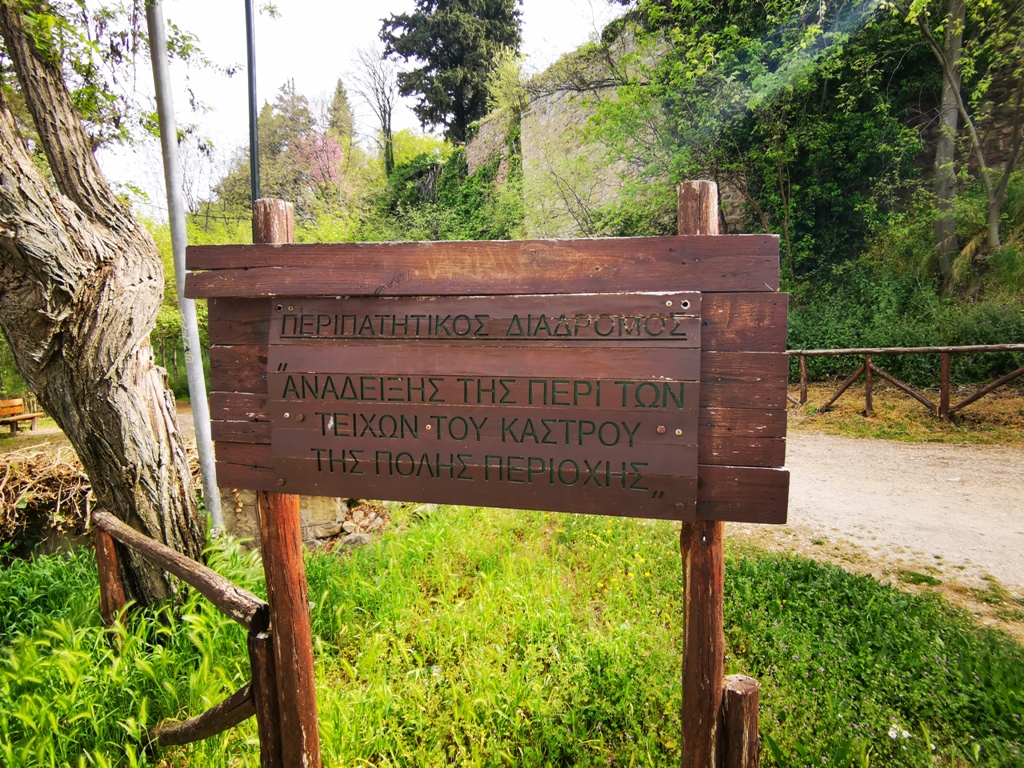 ΠΕΡΙΠΑΤΗΤΙΚΟΣ ΔΙΑΔΡΟΜΟΣ
"ΑΝΑΔΕΙΞΗΣ ΤΗΣ ΠΕΡΙ ΤΩΝ
ΤΕΙΧΩΝ ΤΟΥ ΚΑΣΤΡΟΥ
ΤΗΣ ΠΟΛΗΣ ΠΕΡΙΟΧΗΣ"